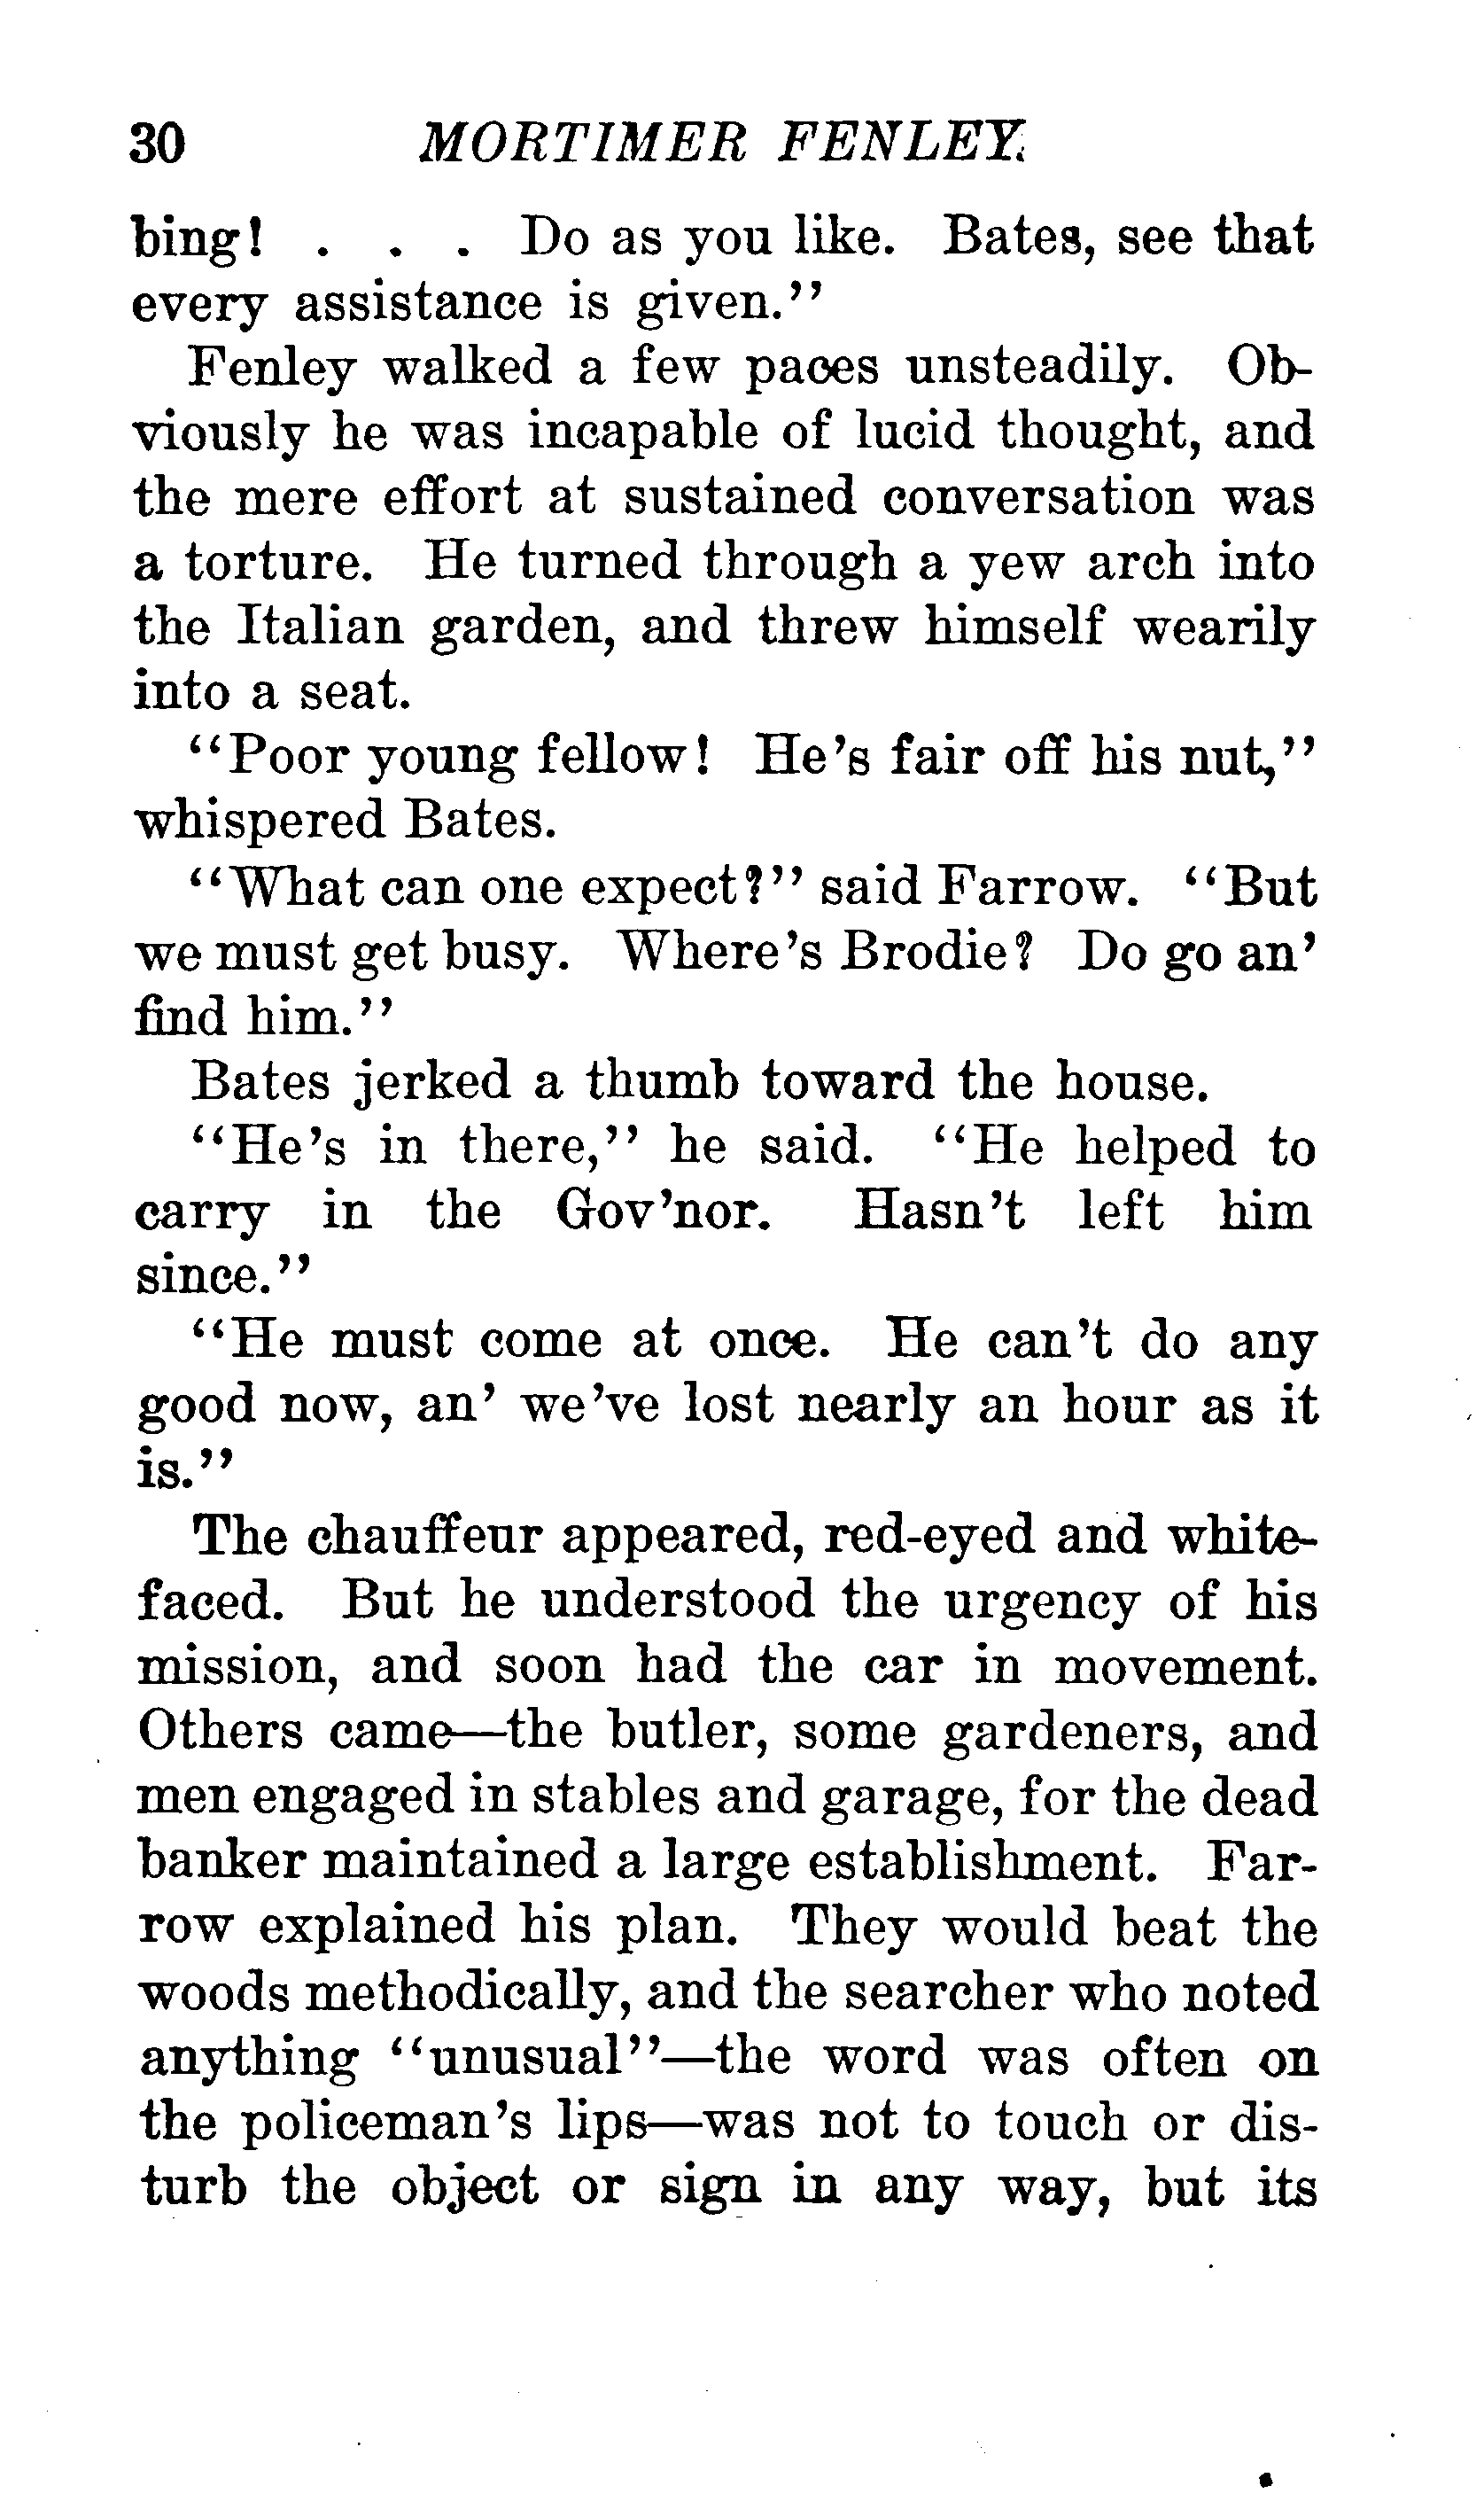 30 MORTIMER FENLEY
bing! . . . Do as you like. Bates, see that
every assistance is given.''
Fenley walked a few paces unsteadily. Ob-
viously he was incapable of lucid thought, and
the mere effort at sustained conversation was
a torture. He turned through a yew arch into
the Italian garden, and threw himself wearily
into a seat.
‘‘Poor young fellow! He’s fair off his nut,’’
whispered Bates.
‘‘What can one expect?’’ said Farrow. ‘‘But
we must get busy. Where’s Brodie? Do go an’
find him.’’
Bates jerked a thumb toward the house.
‘‘He’s in there,’’ he said. ‘‘He helped to
carry in the Gov’nor. Hasn’t left him
since.’’
‘‘He must come at once. He can’t do any
good now, an’ we’ve lost nearly an hour as it
is.’’
The chauffeur appeared, red-eyed and white-
faced. But he understood the urgency of his
mission, and soon had the car in movement.
Others came—the butler, some gardeners, and
men engaged in stables and garage, for the dead
banker maintained a large establishment. Far-
row explained his plan. They would beat the
woods methodically, and the searcher who noted
anything ‘‘unusual’’—the word was often on
the policeman’s lips—was not to touch or dis-
turb the object or sign in any way, but its